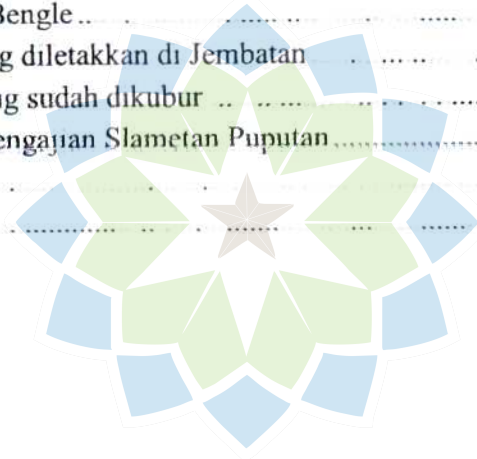 Bengle
g diletakkan di Jembatan
g sudah dikubur
engajian Slametan Puputan